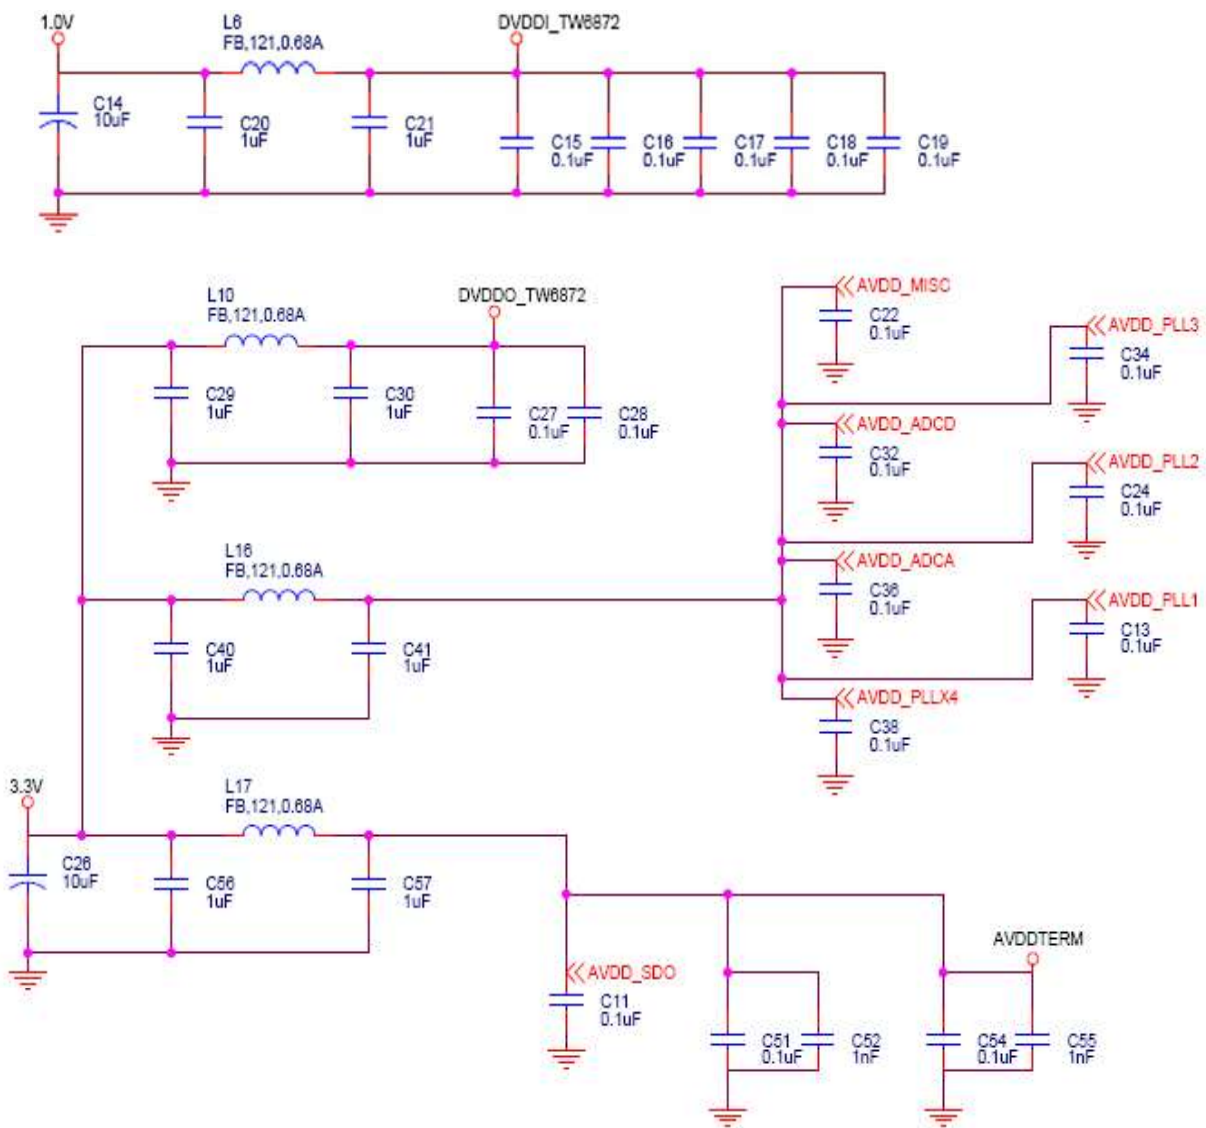 1.0V
L6
FB,121,0.68A
DVDDI_TW6872
C14
10uF
C20
1uF
C21
1uF
C15
0.1uF
C16
0.1uF
C17
0.1uF
C18
0.1uF
C19
0.1uF
L10
FB,121,0.68A
DVDDO_TW6872
C29
1uF
C30
1uF
C27
0.1uF
C28
0.1uF
AVDD_MISC
C22
0.1uF
AVDD_PLL3
C34
0.1uF
AVDD_ADCD
C32
0.1uF
AVDD_PLL2
C24
0.1uF
L16
FB,121,0.68A
C40
1uF
C41
1uF
AVDD_ADCA
C36
0.1uF
AVDD_PLL1
C13
0.1uF
AVDD_PLLX4
C38
0.1uF
3.3V
L17
FB,121,0.68A
C26
10uF
C56
1uF
C57
1uF
AVDD_SDO
C11
0.1uF
C51
0.1uF
C52
1nF
AVDDTERM
C54
0.1uF
C55
1nF